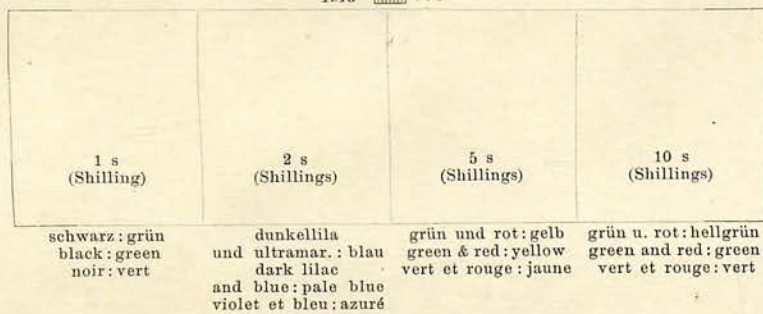 1 s
(Shilling)
2 s
(Shillings)
5 s
(Shillings)
10 s
(Shillings)
schwarz : grün
black : green
noir : vert
dunkellila
und ultramar. : blau
dark lilac
and blue : pale blue
violet et bleu ; azuré
grün und rot : gelb
green & red : yellow
vert et rouge : jaune
grün u. rot : hellgrün
green and red : green
vert et rouge : vert